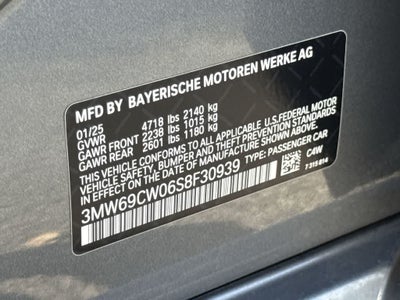 MFD BY BAYERISCHE MOTOREN WERKE AG
01/25
GVWR 4718 lbs 2140 kg
GAWR FRONT 2238 lbs 1015 kg
GAWR REAR 2601 lbs 1180 kg
THIS VEHICLE CONFORMS TO ALL APPLICABLE U.S.FEDERAL MOTOR
VEHICLE SAFETY, BUMPER AND THEFT PREVENTION STANDARDS
IN EFFECT ON THE DATE OF MANUFACTURE SHOWN ABOVE.
3MW69CW06S8F30939 TYPE: PASSENGER CAR
C4W
T 315 814